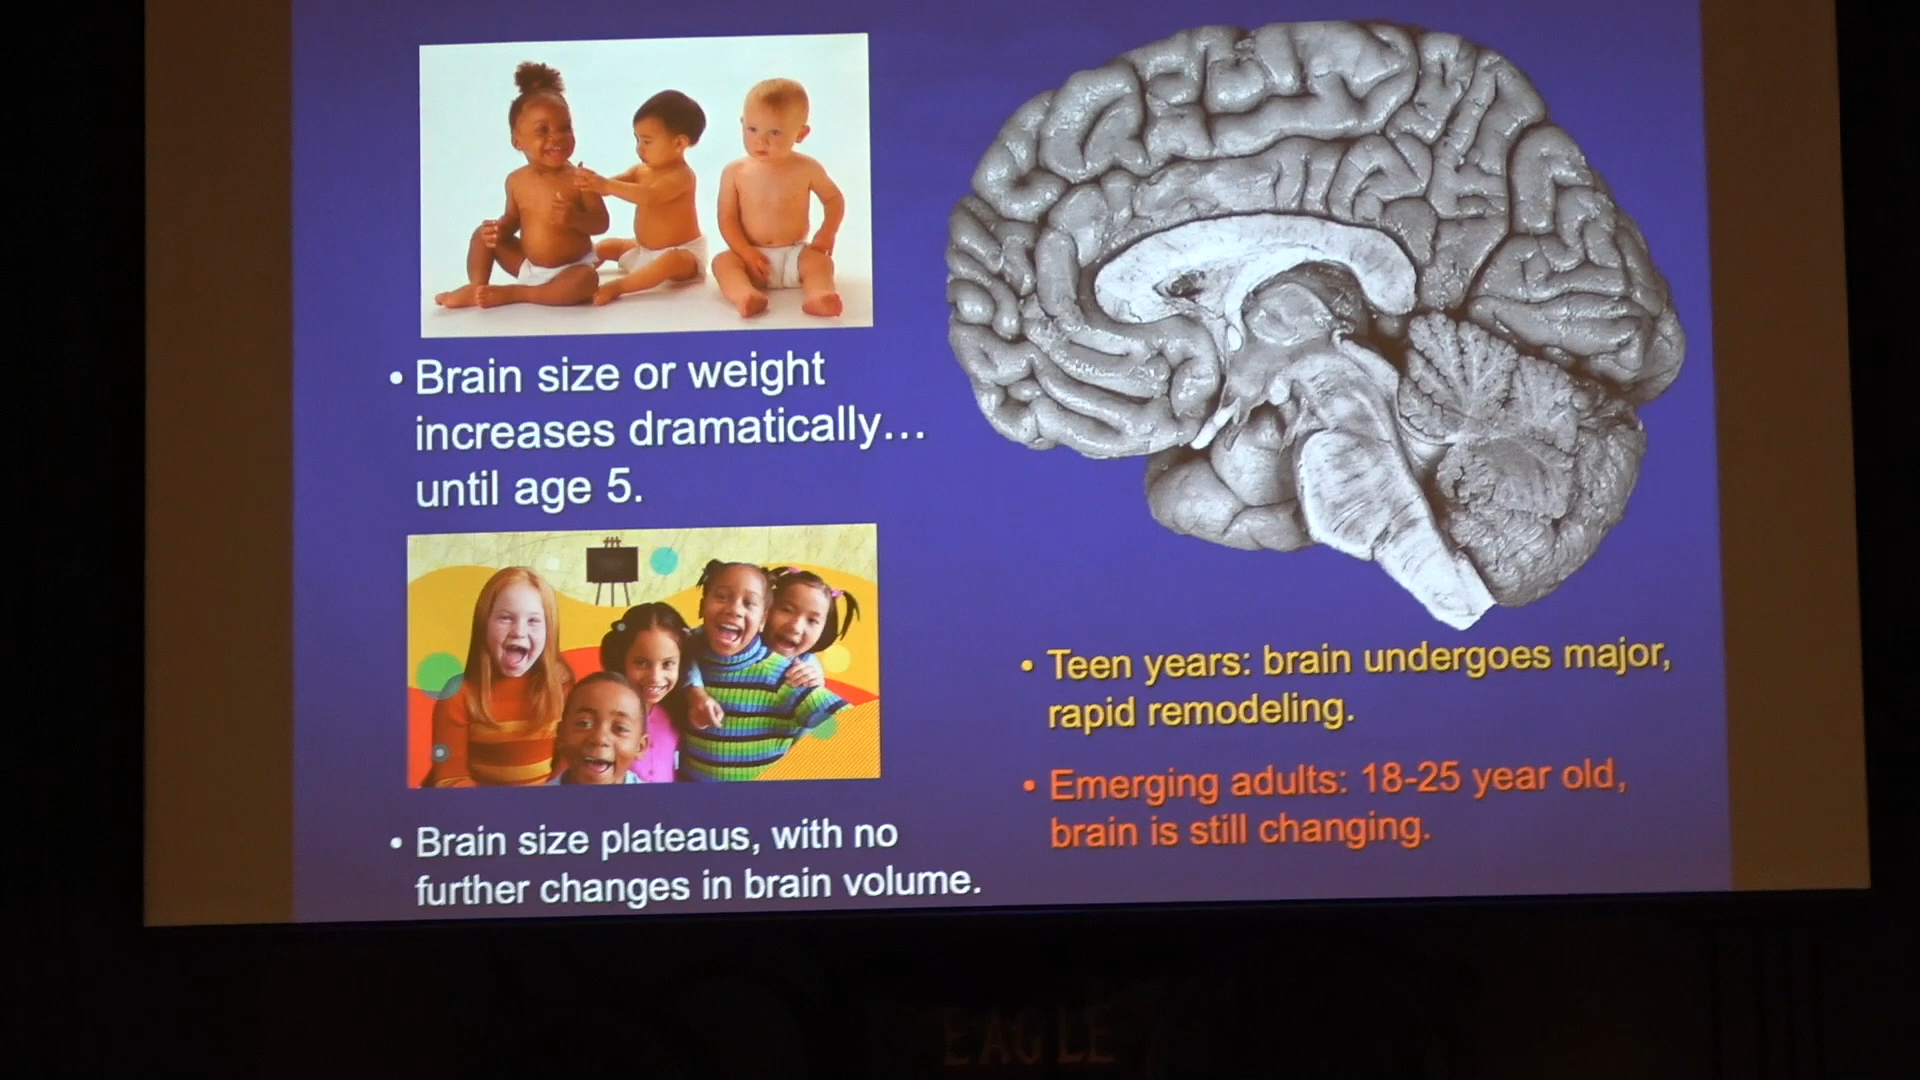 • Brain size or weight
increases dramatically…
until age 5.
• Brain size plateaus, with no
further changes in brain volume.
• Teen years: brain undergoes major,
rapid remodeling.
• Emerging adults: 18-25 year old,
brain is still changing.
EAGLE